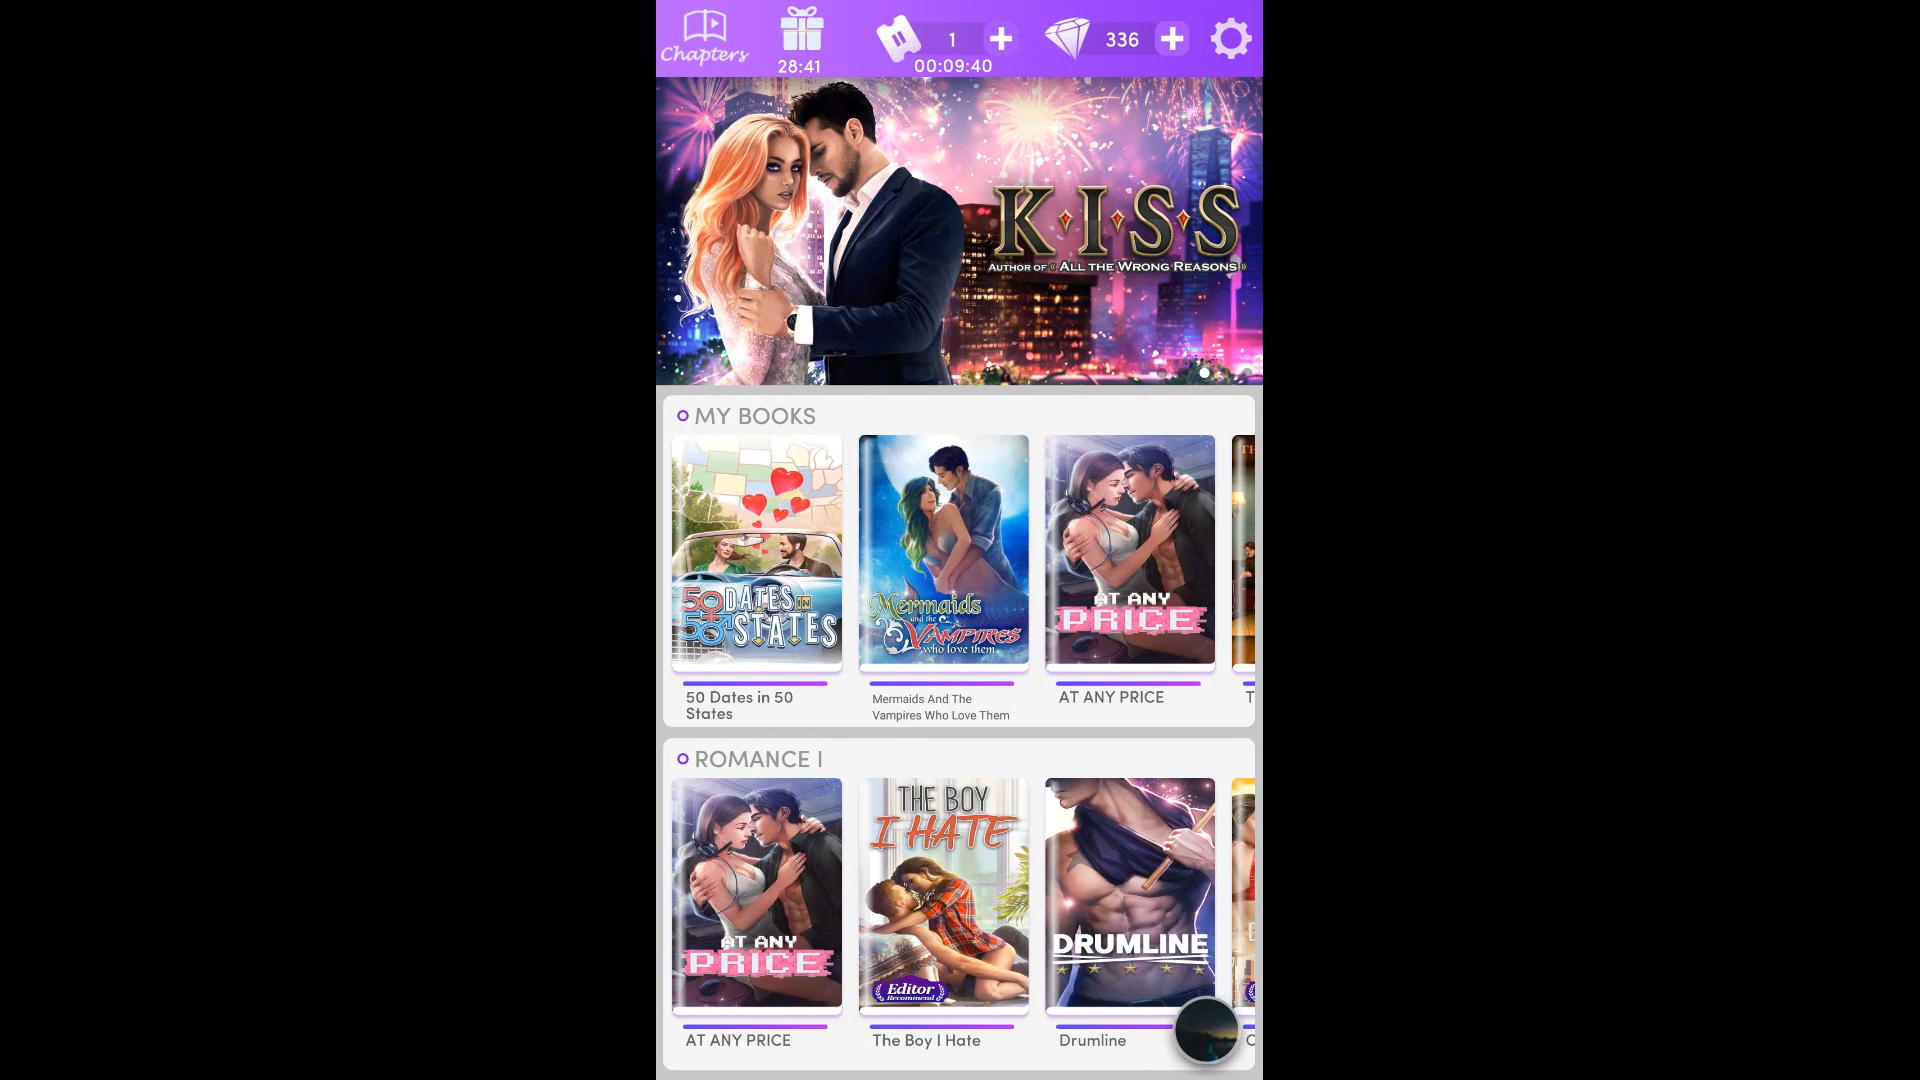 Chapters
28:41
1
00:09:40
336
K·I·S·S
AUTHOR OF « ALL THE WRONG REASONS »
MY BOOKS
50 DATES IN
50 STATES
Mermaids
and the
VAMPIRES
who love them
AT ANY
PRICE
50 Dates in 50
States
Mermaids And The
Vampires Who Love Them
AT ANY PRICE
ROMANCE I
AT ANY
PRICE
THE BOY
I HATE
Editor
Recommend
DRUMLINE
AT ANY PRICE
The Boy I Hate
Drumline